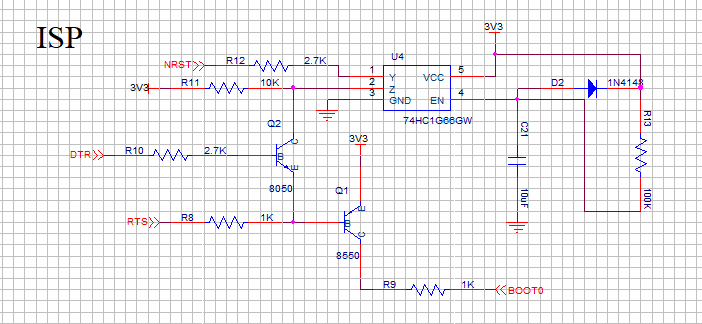 ISP
3V3
NRST
R12
2.7K
U4
1
Y
VCC
5
3V3
R11
10K
2
Z
3
GND
EN
4
74HC1G66GW
D2
1N4148
C21
10uF
R13
100K
Q2
C
B
E
8050
DTR
R10
2.7K
3V3
Q1
E
B
C
8550
RTS
R8
1K
R9
1K
BOOT0